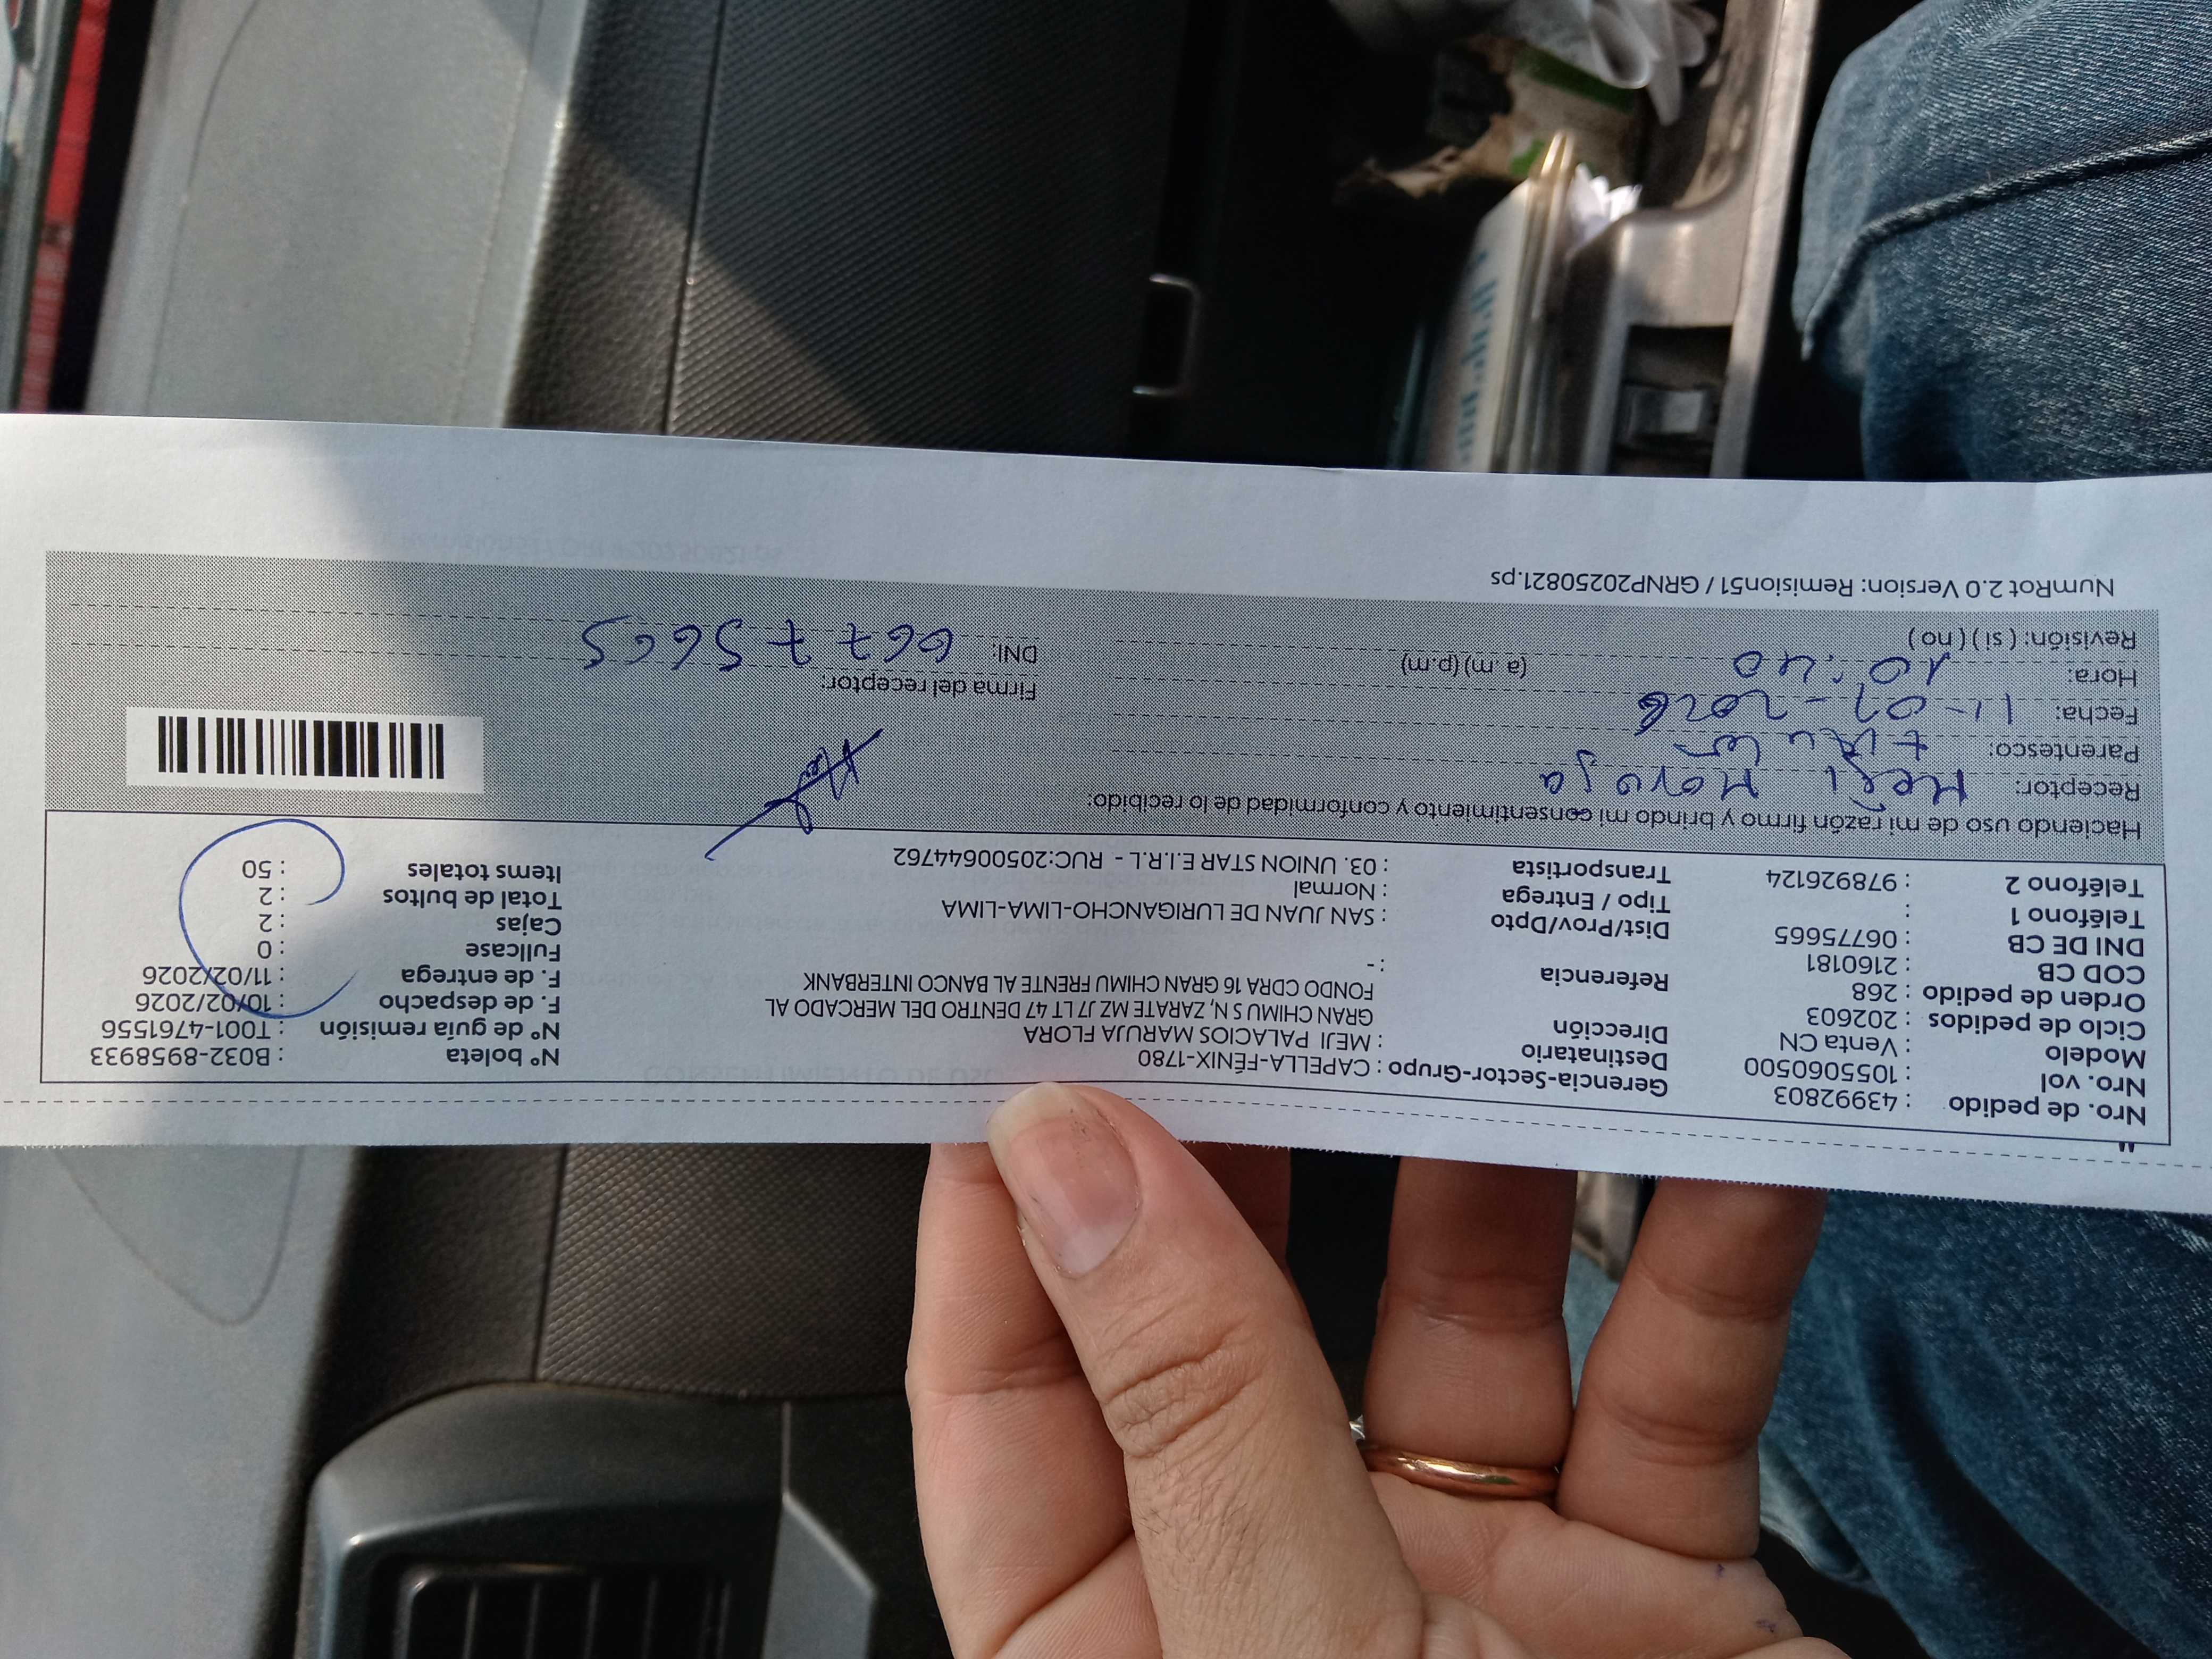 Nro. de pedido : 43992803
Nro. vol : 1055060500
Modelo : Venta CN
Ciclo de pedidos : 202603
Orden de pedido : 268
COD CB : 2160181
DNI DE CB : 06775665
Teléfono 1 :
Teléfono 2 : 978926124
Gerencia-Sector-Grupo : CAPELLA-FÉNIX-1780
Destinatario : MEJI PALACIOS MARUJA FLORA
Dirección GRAN CHIMU S N, ZARATE MZ J7 LT 47 DENTRO DEL MERCADO AL
FONDO CDRA 16 GRAN CHIMU FRENTE AL BANCO INTERBANK
Referencia : -
Dist/Prov/Dpto : SAN JUAN DE LURIGANCHO-LIMA-LIMA
Tipo / Entrega : Normal
Transportista : 03. UNION STAR E.I.R.L - RUC:20500644762
Nº boleta : B032-8958933
Nº de guía remisión : T001-4761556
F. de despacho : 10/02/2026
F. de entrega : 11/02/2026
Fullcase : 0
Cajas : 2
Total de bultos : 2
Items totales : 50
Haciendo uso de mi razón firmo y brindo mi consentimiento y conformidad de lo recibido:
Receptor: Meji
Parentesco: titular
Fecha: 11-02-2026
Hora: 10:40 (a.m) (p.m)
Revisión: ( si ) ( no )
Firma del receptor:
DNI: 06775665
NumRot 2.0 Version: Remision51 / GRNP20250821.ps